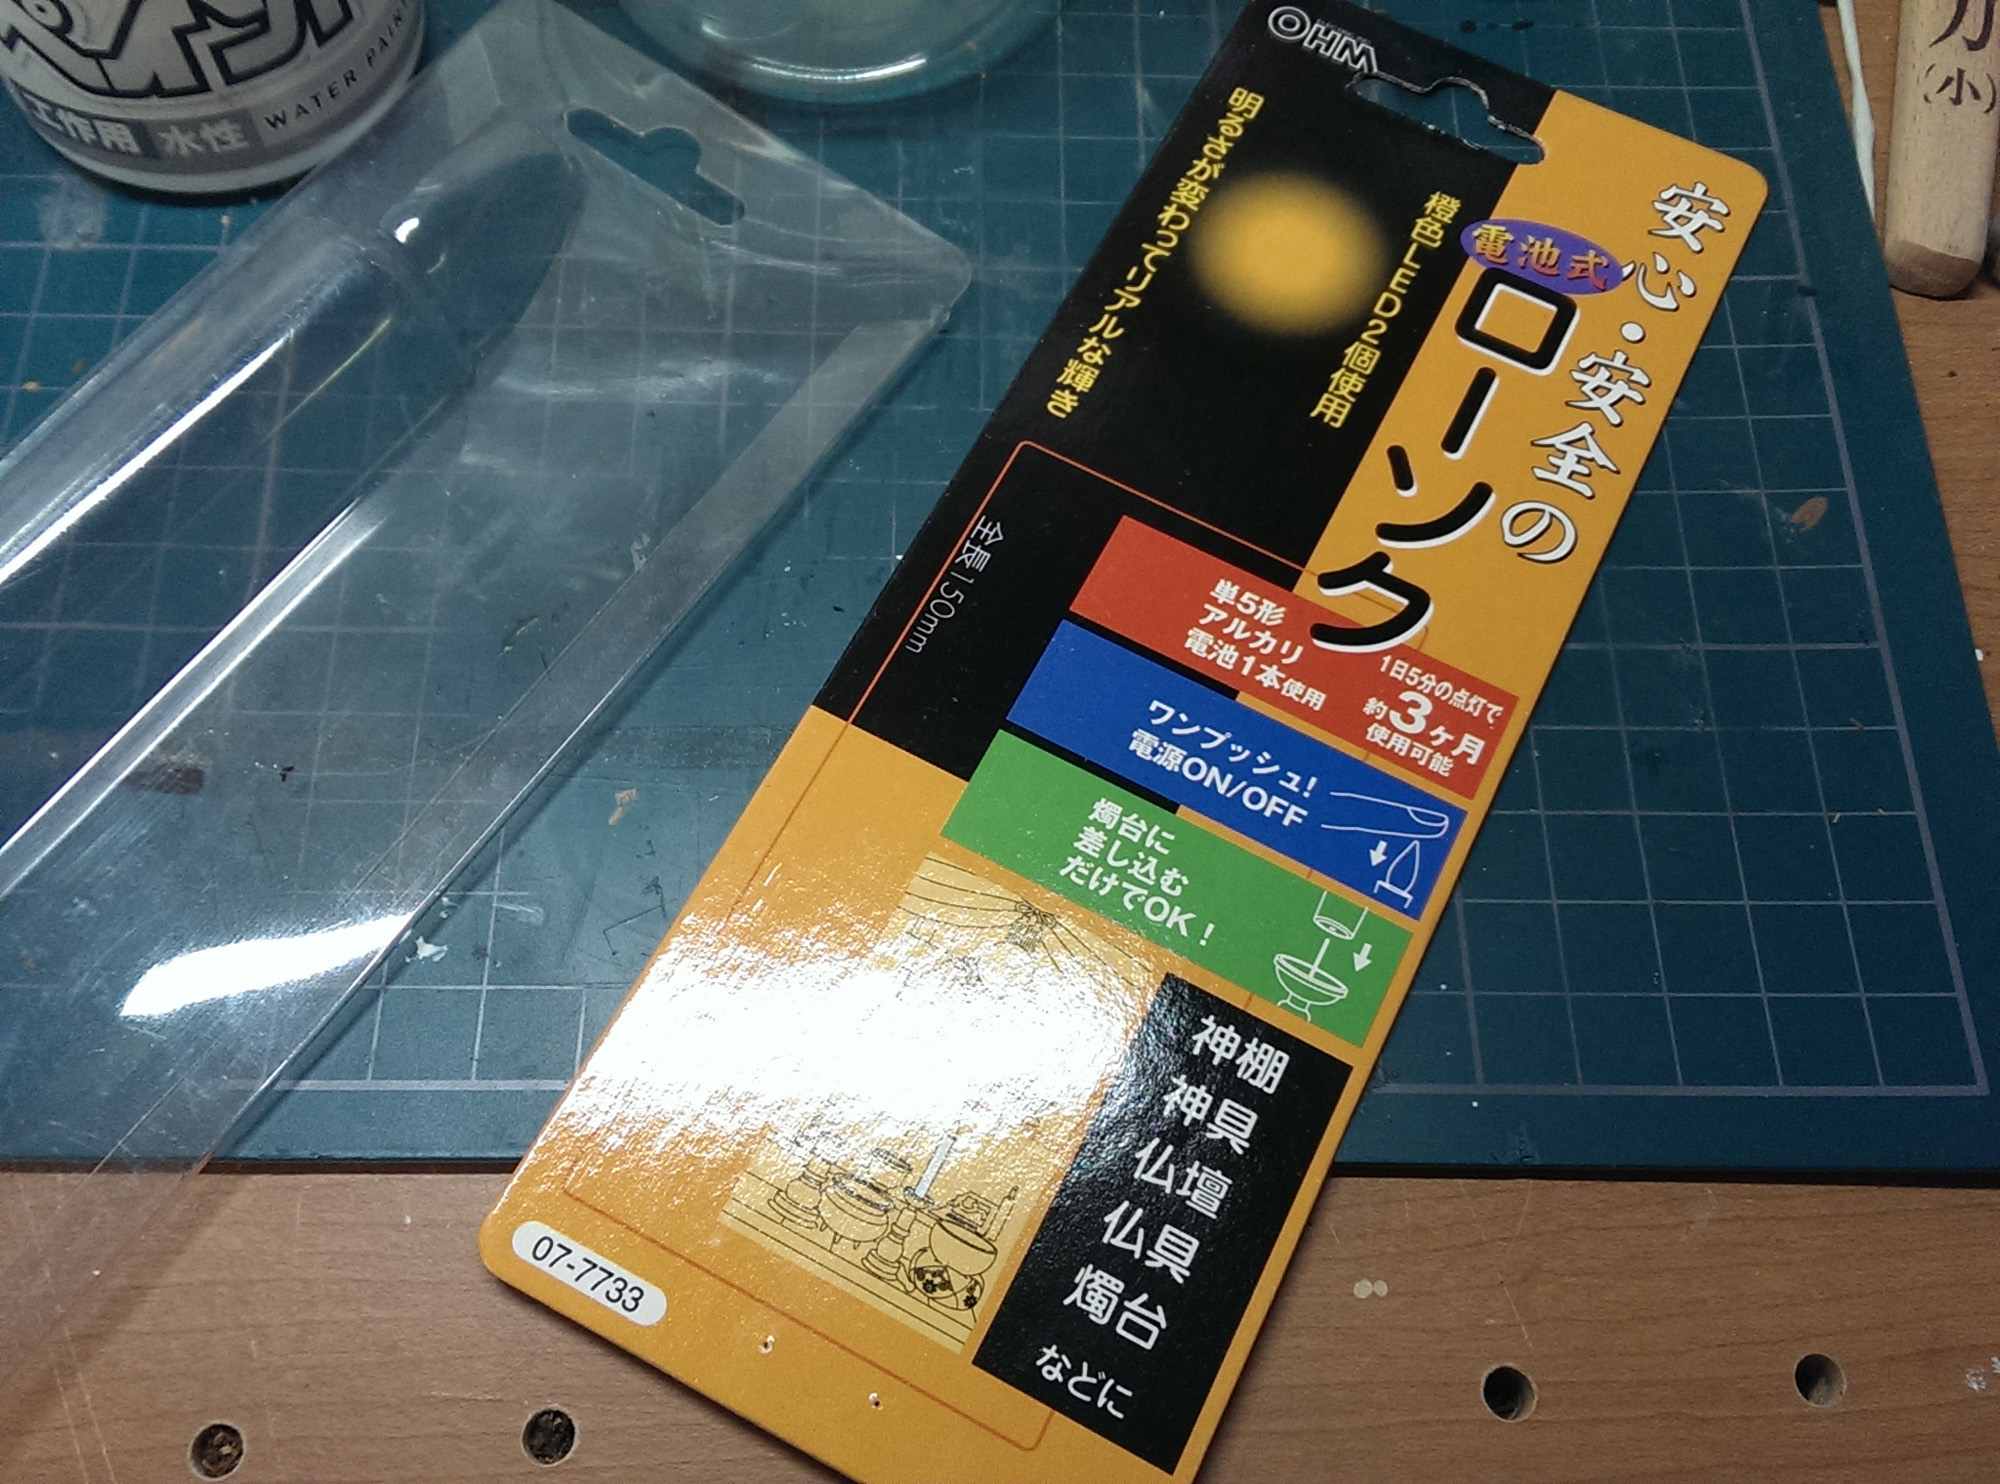 OHM
安心・安全の
電池式
ローソク
橙色LED2個使用
明るさが変わってリアルな輝き
全長150mm
単5形
アルカリ
電池1本使用
1日5分の点灯で
約3ヶ月
使用可能
ワンプッシュ!
電源ON/OFF
燭台に
差し込む
だけでOK!
神棚
神具
仏壇
仏具
燭台
などに
07-7733
工作用 水性 WATER PAINT
(小)